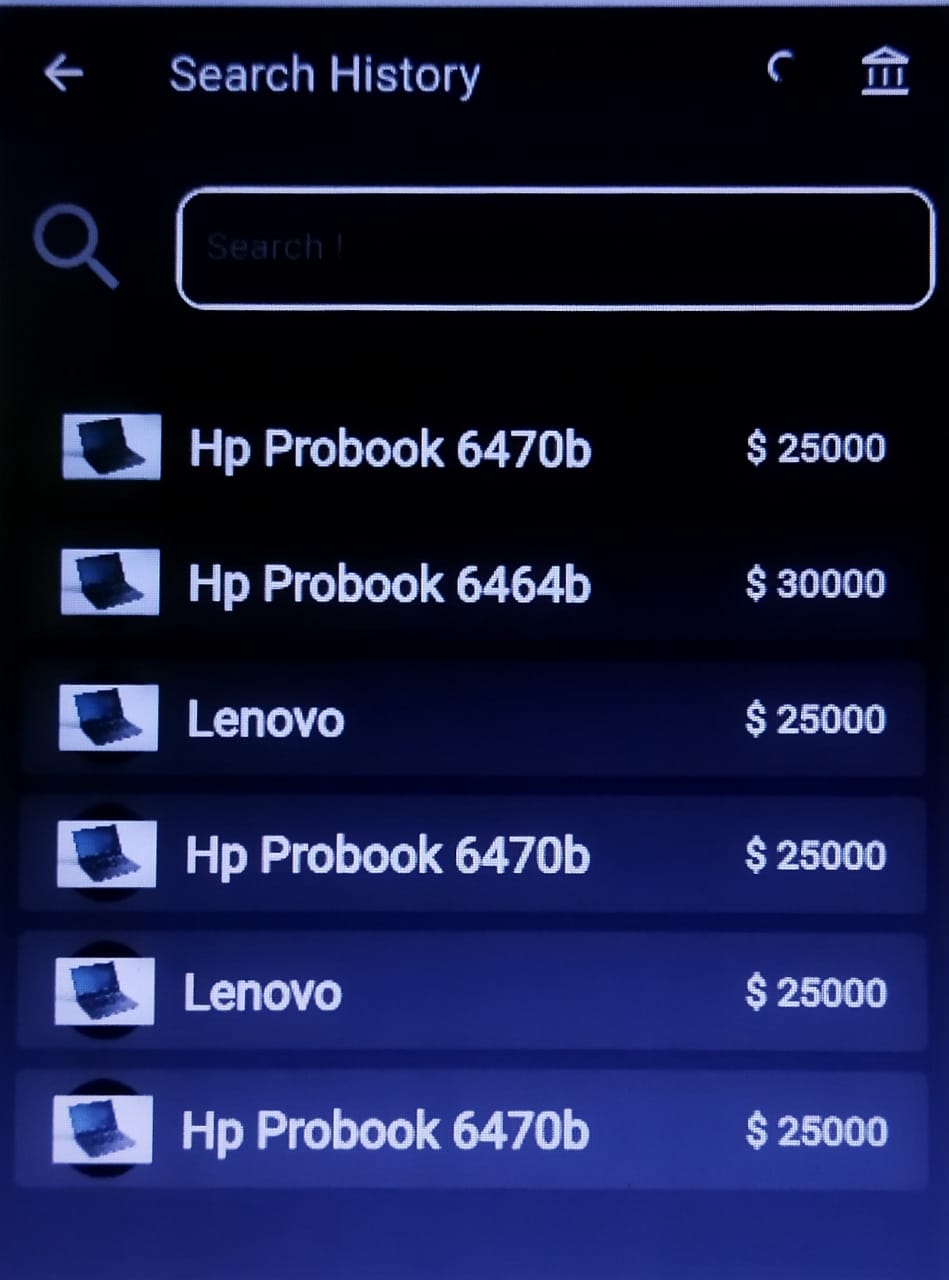 Search History
Search !
Hp Probook 6470b $ 25000
Hp Probook 6464b $ 30000
Lenovo $ 25000
Hp Probook 6470b $ 25000
Lenovo $ 25000
Hp Probook 6470b $ 25000